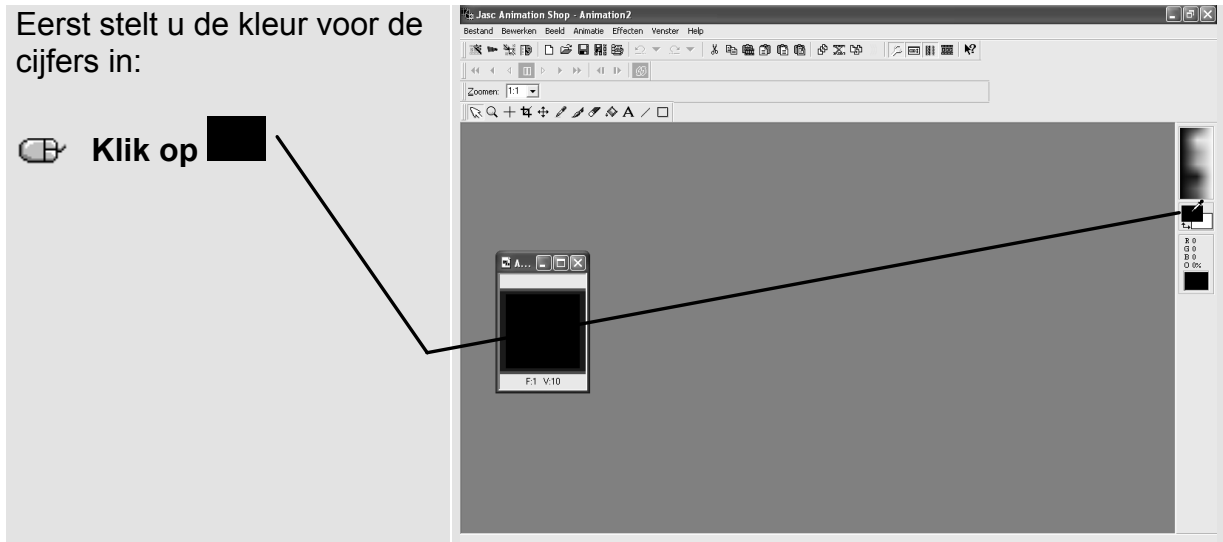 Eerst stelt u de kleur voor de
cijfers in:
Klik op
Jasc Animation Shop - Animation2
Bestand Bewerken Beeld Animatie Effecten Venster Help
Zoomen: 1:1
A...
F:1 V:10
R 0
G 0
B 0
O 0%